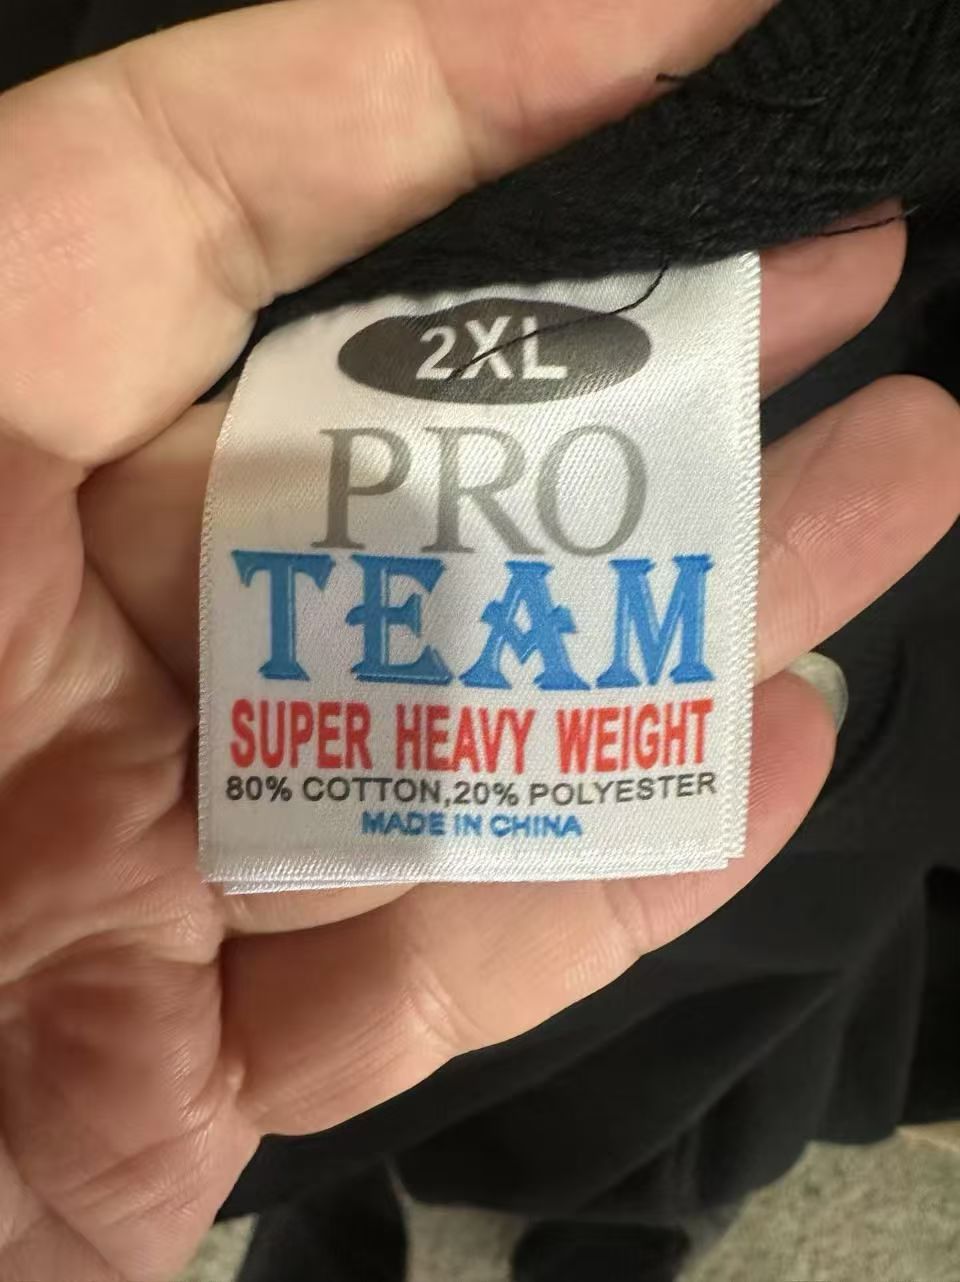 2XL
PRO
TEAM
SUPER HEAVY WEIGHT
80% COTTON,20% POLYESTER
MADE IN CHINA